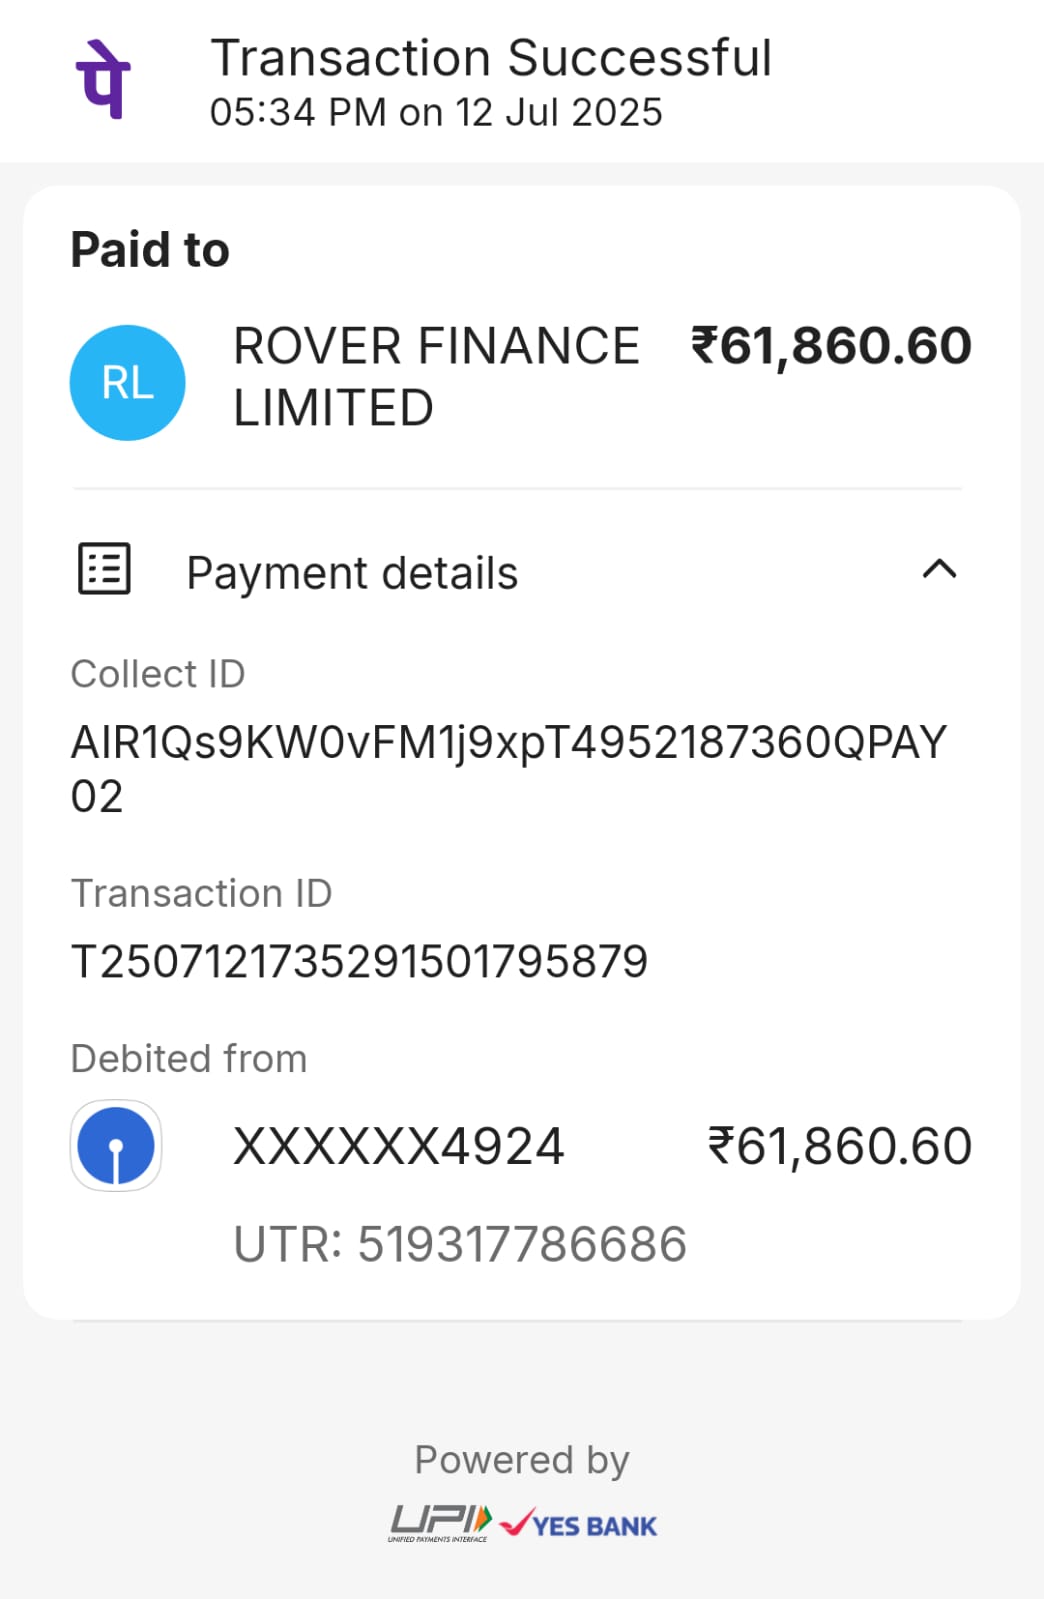 पे
Transaction Successful
05:34 PM on 12 Jul 2025
Paid to
RL
ROVER FINANCE
LIMITED
₹61,860.60
Payment details
Collect ID
AIR1Qs9KW0vFM1j9xpT4952187360QPAY
02
Transaction ID
T2507121735291501795879
Debited from
XXXXXX4924
₹61,860.60
UTR: 519317786686
Powered by
UPI
UNIFIED PAYMENTS INTERFACE
YES BANK